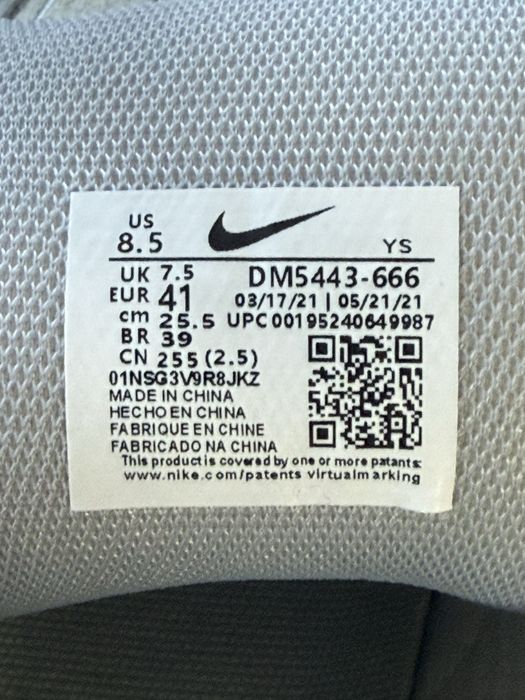 US
8.5
YS
UK 7.5
EUR 41
cm 25.5
BR 39
CN 255 (2.5)
DM5443-666
03/17/21 | 05/21/21
UPC 00195240649987
01NSG3V9R8JKZ
MADE IN CHINA
HECHO EN CHINA
FABRIQUE EN CHINE
FABRICADO NA CHINA
This product is covered by one or more patants:
www.nike.com/patents virtualmarking